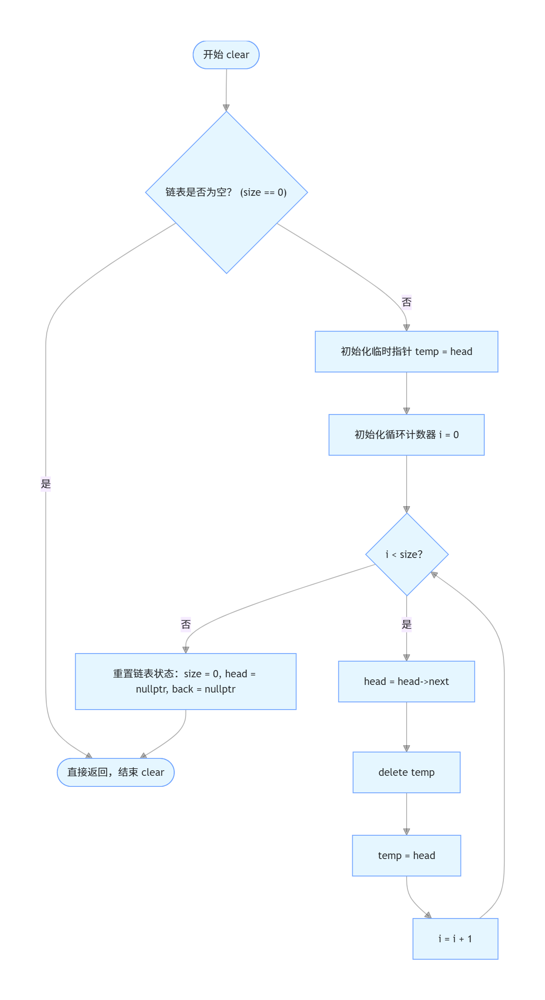 开始 clear
链表是否为空？ (size == 0)
否
初始化临时指针 temp = head
初始化循环计数器 i = 0
是
i < size?
否
是
重置链表状态：size = 0, head =
nullptr, back = nullptr
head = head->next
直接返回，结束 clear
delete temp
temp = head
i = i + 1